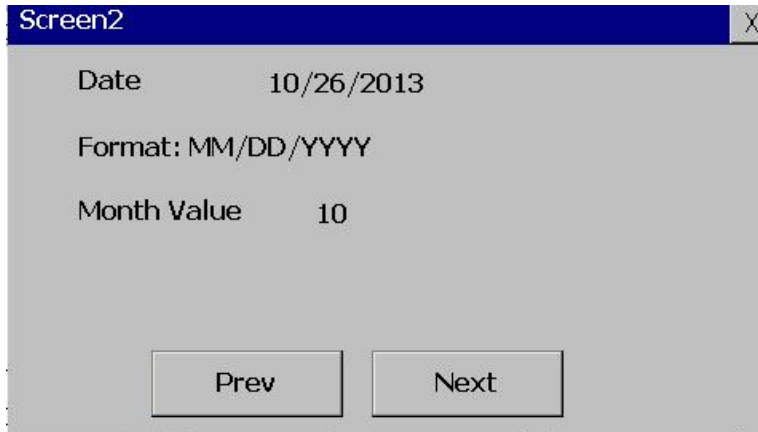 Screen2 X
Date 10/26/2013
Format: MM/DD/YYYY
Month Value 10
Prev Next